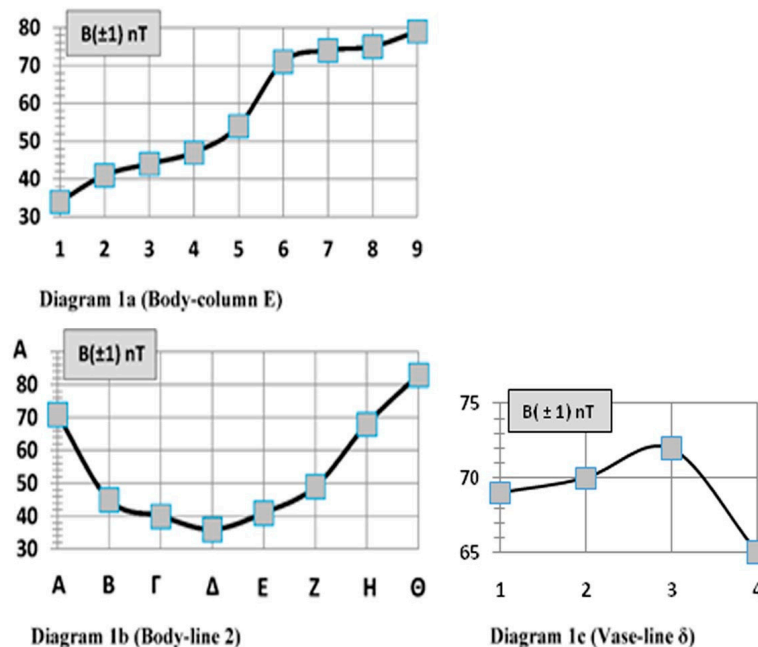 80
B(±1) nT
70
60
50
40
30
1 2 3 4 5 6 7 8 9
Diagram 1a (Body-column E)
A
B(±1) nT
80
70
60
50
40
30
Α Β Γ Δ Ε Ζ Η Θ
Diagram 1b (Body-line 2)
75
B( ± 1) nT
70
65
1 2 3 4
Diagram 1c (Vase-line δ)